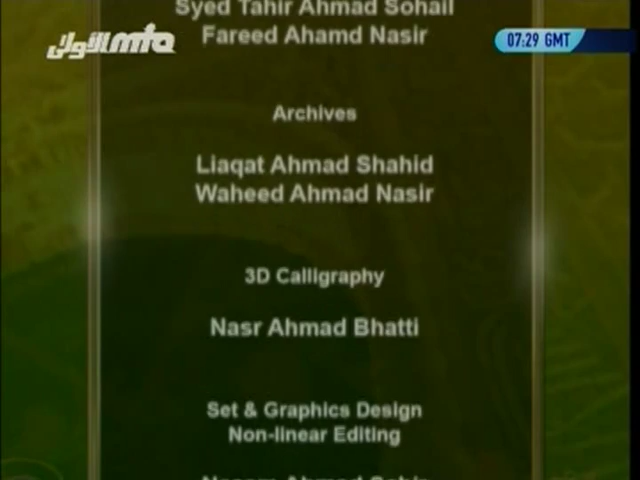 Syed Tahir Ahmad Sohail
الأولى mta
07:29 GMT
Fareed Ahamd Nasir
Archives
Liaqat Ahmad Shahid
Waheed Ahmad Nasir
3D Calligraphy
Nasr Ahmad Bhatti
Set & Graphics Design
Non-linear Editing
Ahmad